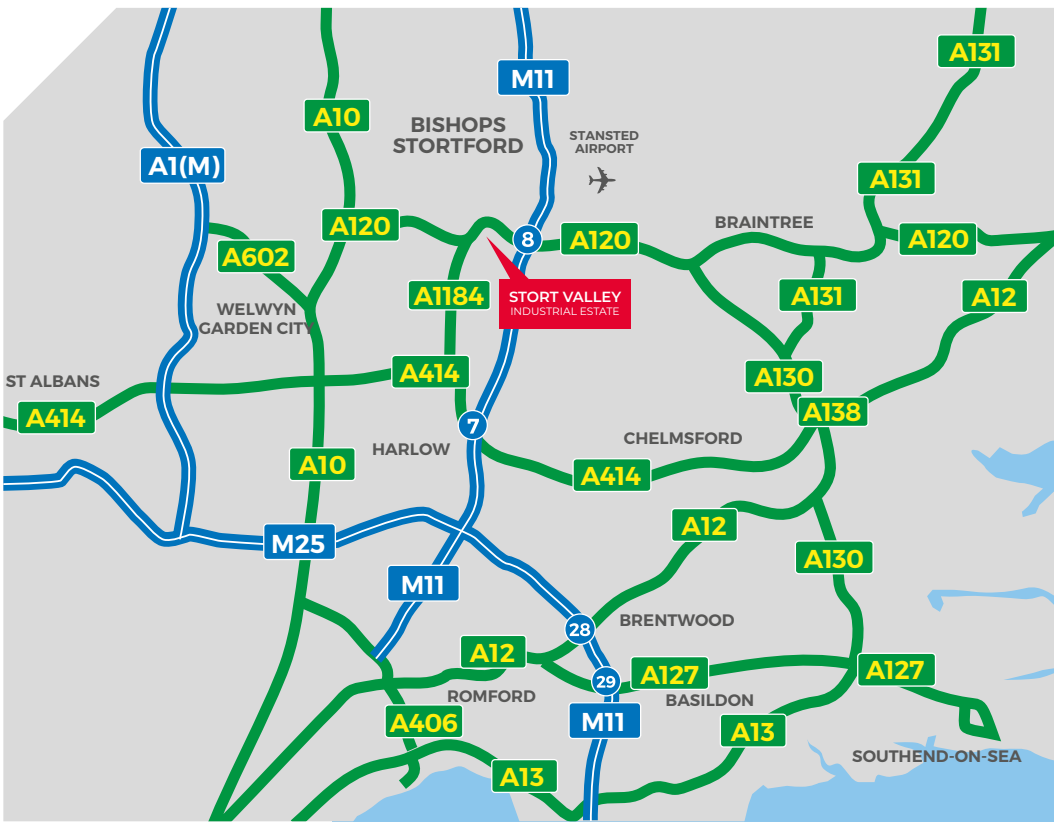 A131
M11
A10
BISHOPS
STORTFORD
STANSTED
AIRPORT
A1(M)
A131
A120
BRAINTREE
8
A120
A120
A602
A1184
STORT VALLEY
INDUSTRIAL ESTATE
A131
A12
WELWYN
GARDEN CITY
ST ALBANS
A414
A130
A414
A138
7
HARLOW
CHELMSFORD
A10
A414
A12
M25
A130
M11
28
BRENTWOOD
A12
29
A127
A127
ROMFORD
BASILDON
A406
M11
A13
SOUTHEND-ON-SEA
A13